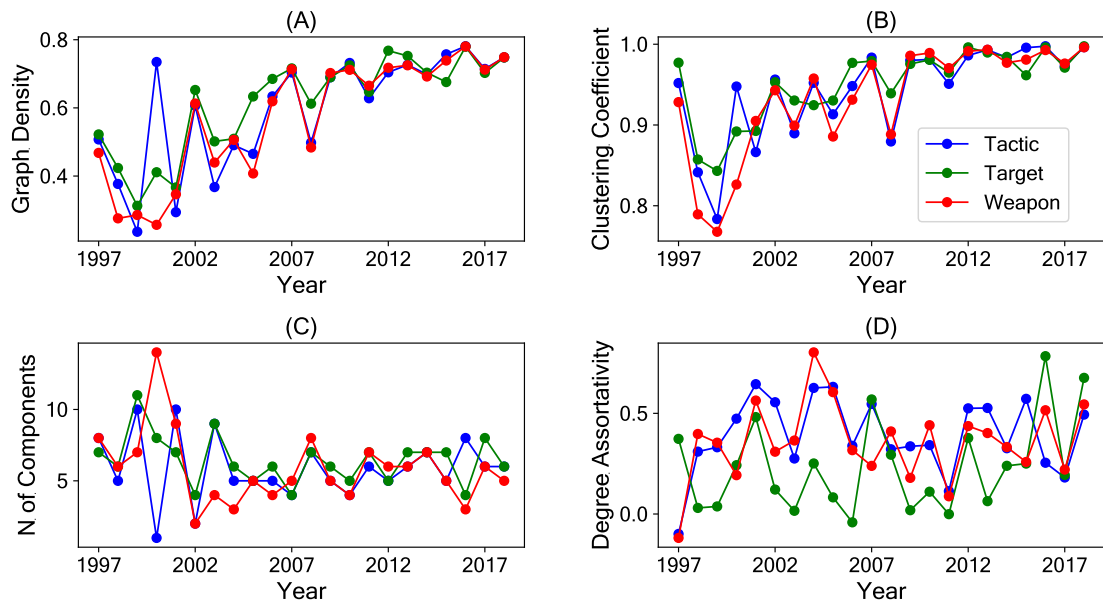 (A)
Graph Density
0.8
0.6
0.4
1997 2002 2007 2012 2017
Year
(B)
Clustering Coefficient
1.0
0.9
0.8
Tactic
Target
Weapon
1997 2002 2007 2012 2017
Year
(C)
N of Components
10
5
1997 2002 2007 2012 2017
Year
(D)
Degree Assortativity
0.5
0.0
1997 2002 2007 2012 2017
Year